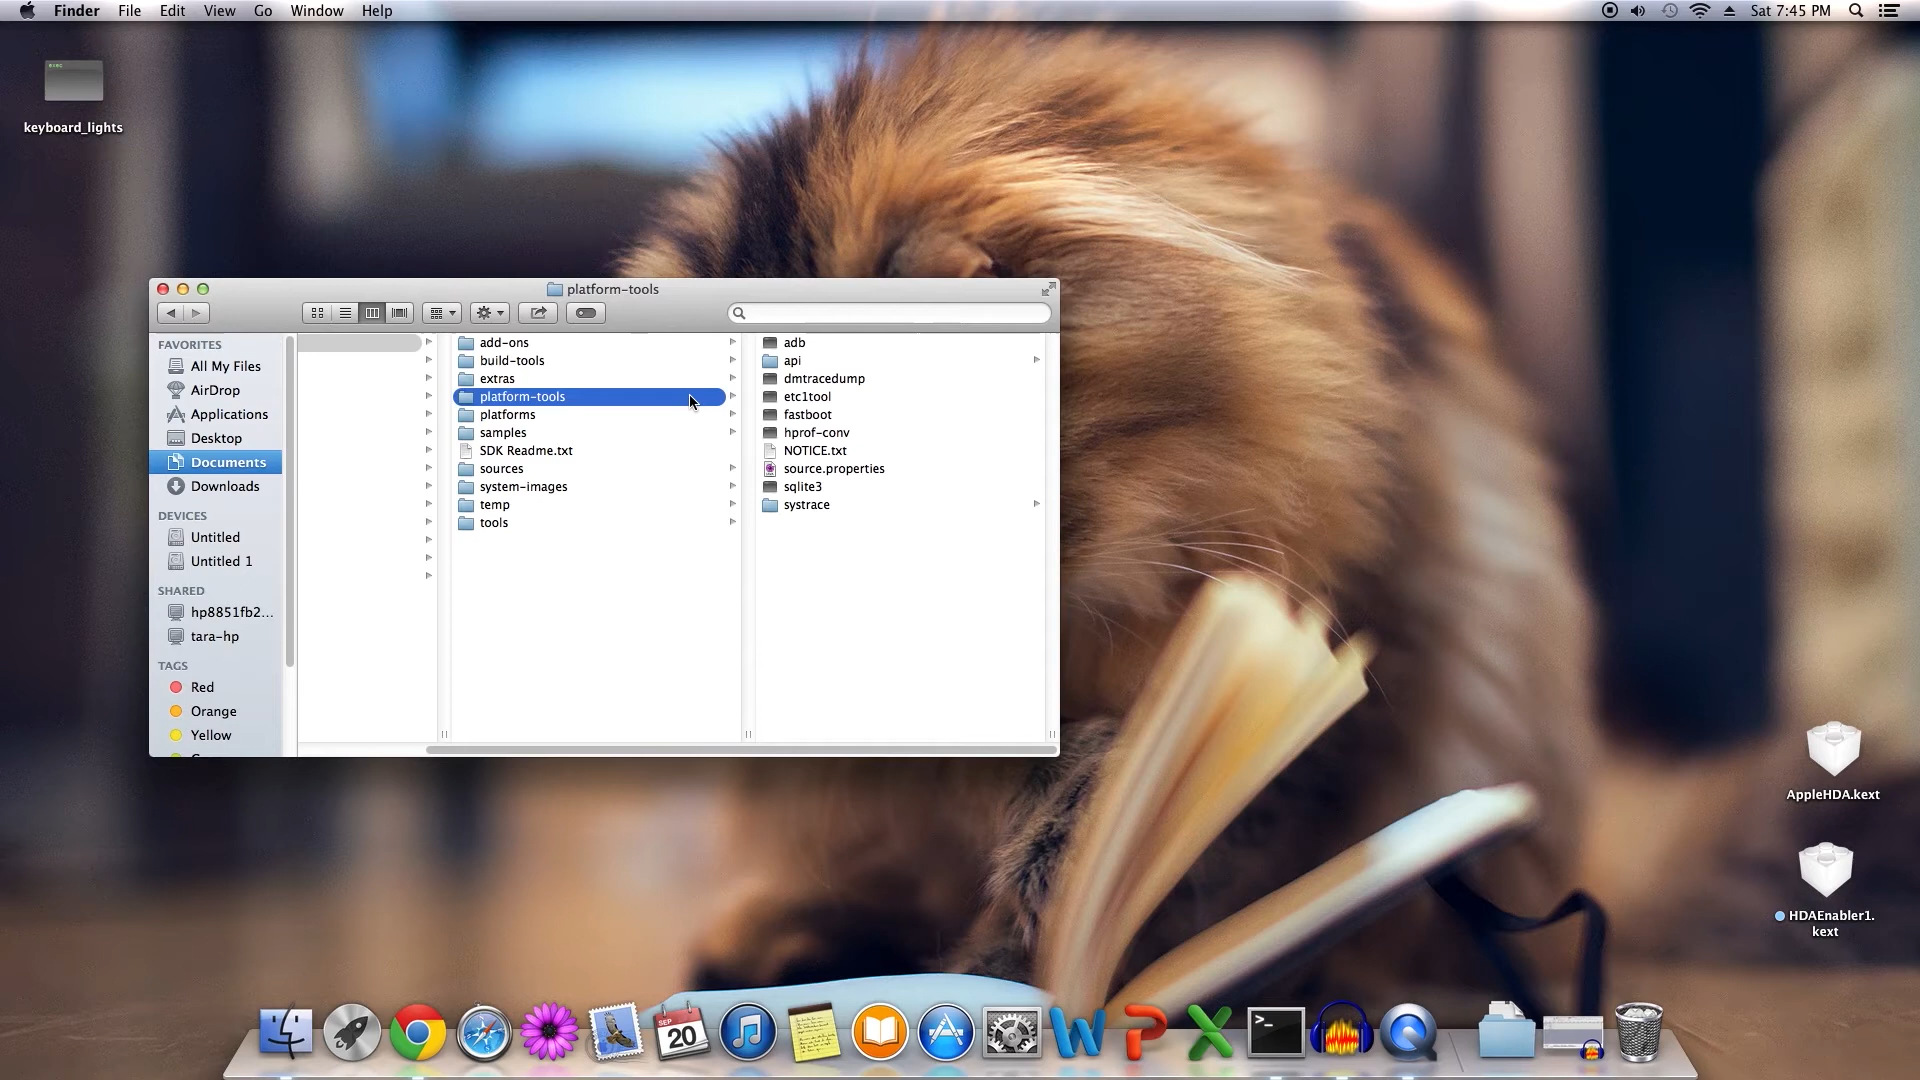 Finder File Edit View Go Window Help
Sat 7:45 PM
exec
keyboard_lights
platform-tools
FAVORITES
All My Files
AirDrop
Applications
Desktop
Documents
Downloads
DEVICES
Untitled
Untitled 1
SHARED
hp8851fb2...
tara-hp
TAGS
Red
Orange
Yellow
add-ons
build-tools
extras
platform-tools
platforms
samples
SDK Readme.txt
sources
system-images
temp
tools
adb
api
dmtracedump
etc1tool
fastboot
hprof-conv
NOTICE.txt
source.properties
sqlite3
systrace
AppleHDA.kext
HDAEnabler1.
kext
SEP
20